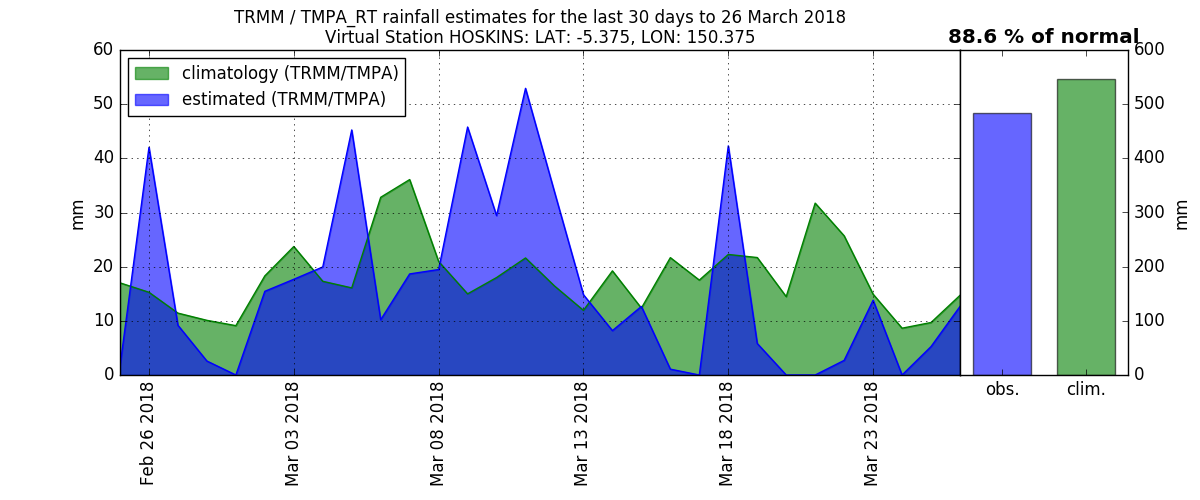 TRMM / TMPA_RT rainfall estimates for the last 30 days to 26 March 2018
Virtual Station HOSKINS: LAT: -5.375, LON: 150.375
88.6 % of normal
climatology (TRMM/TMPA)
estimated (TRMM/TMPA)
60
50
40
30
20
10
0
mm
Feb 26 2018
Mar 03 2018
Mar 08 2018
Mar 13 2018
Mar 18 2018
Mar 23 2018
obs.
clim.
600
500
400
300
200
100
0
mm